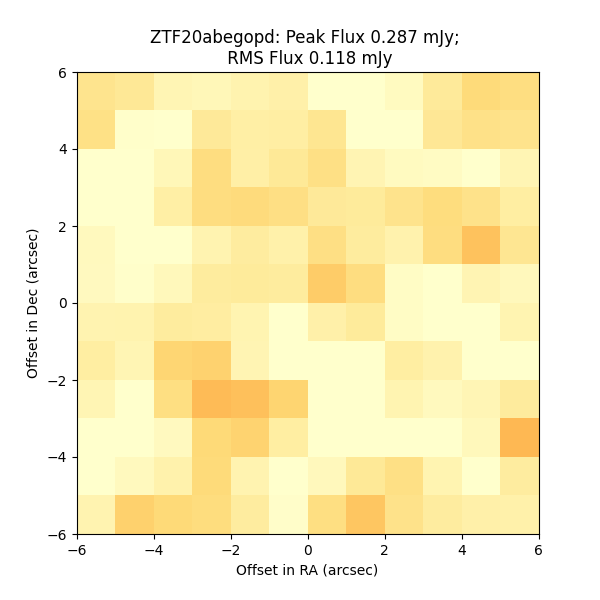 ZTF20abegopd: Peak Flux 0.287 mJy;
RMS Flux 0.118 mJy
6
4
2
0
−2
−4
−6
Offset in Dec (arcsec)
−6 −4 −2 0 2 4 6
Offset in RA (arcsec)